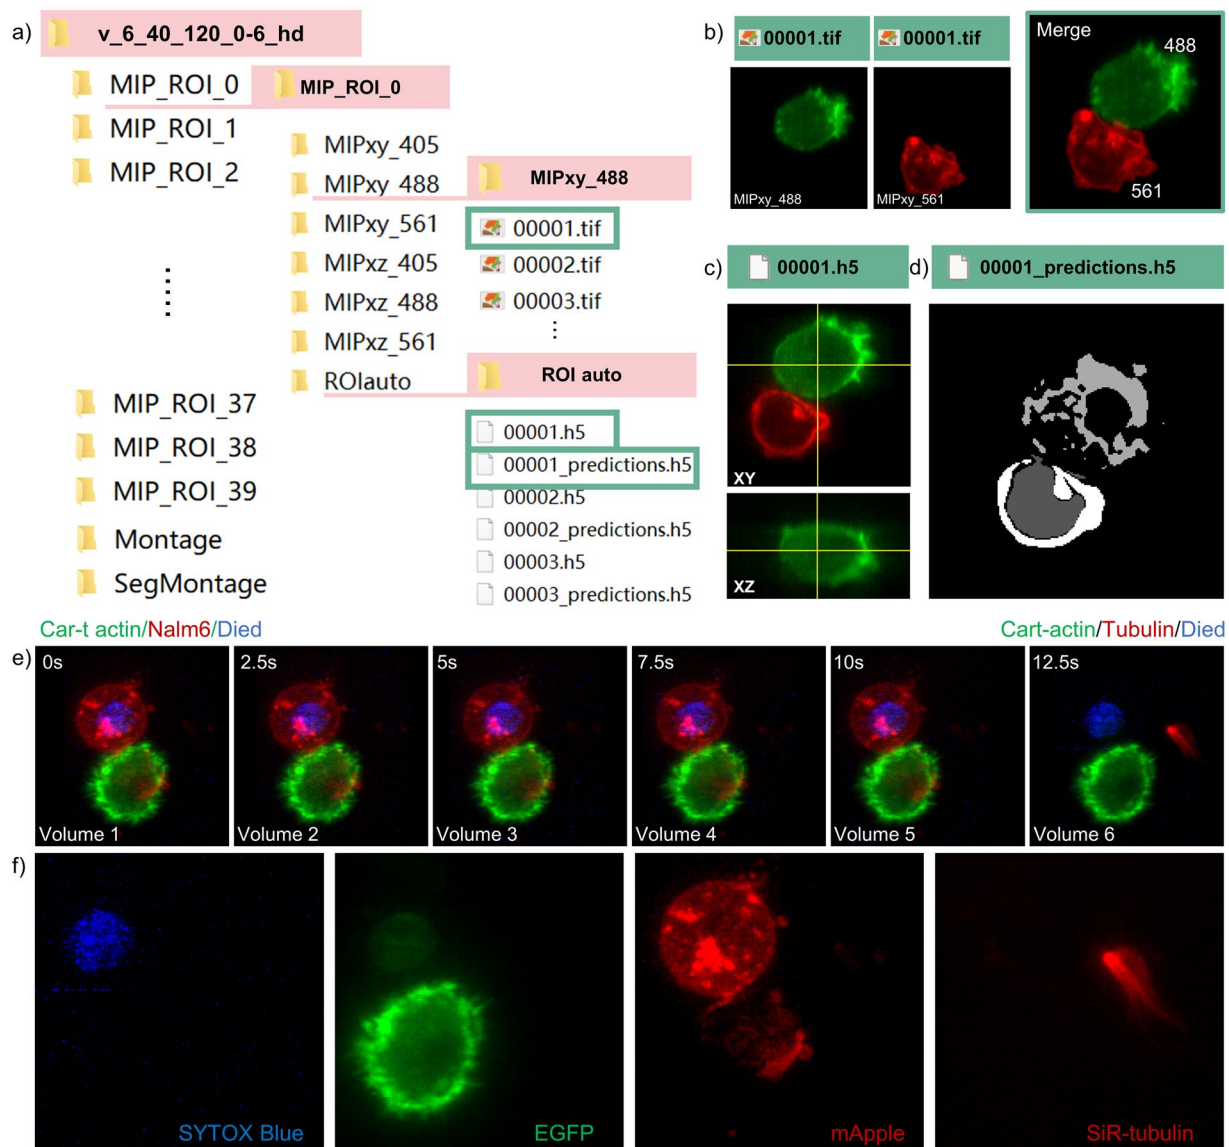 a)
v_6_40_120_0-6_hd
MIP_ROI_0
MIP_ROI_1
MIP_ROI_2
MIP_ROI_37
MIP_ROI_38
MIP_ROI_39
Montage
SegMontage
MIP_ROI_0
MIPxy_405
MIPxy_488
MIPxy_561
MIPxz_405
MIPxz_488
MIPxz_561
ROIauto
MIPxy_488
00001.tif
00002.tif
00003.tif
ROI auto
00001.h5
00001_predictions.h5
00002.h5
00002_predictions.h5
00003.h5
00003_predictions.h5
b)
00001.tif
00001.tif
MIPxy_488
MIPxy_561
Merge
488
561
c)
00001.h5
XY
XZ
d)
00001_predictions.h5
Car-t actin/Nalm6/Died
Cart-actin/Tubulin/Died
e)
0s
2.5s
5s
7.5s
10s
12.5s
Volume 1
Volume 2
Volume 3
Volume 4
Volume 5
Volume 6
f)
SYTOX Blue
EGFP
mApple
SiR-tubulin